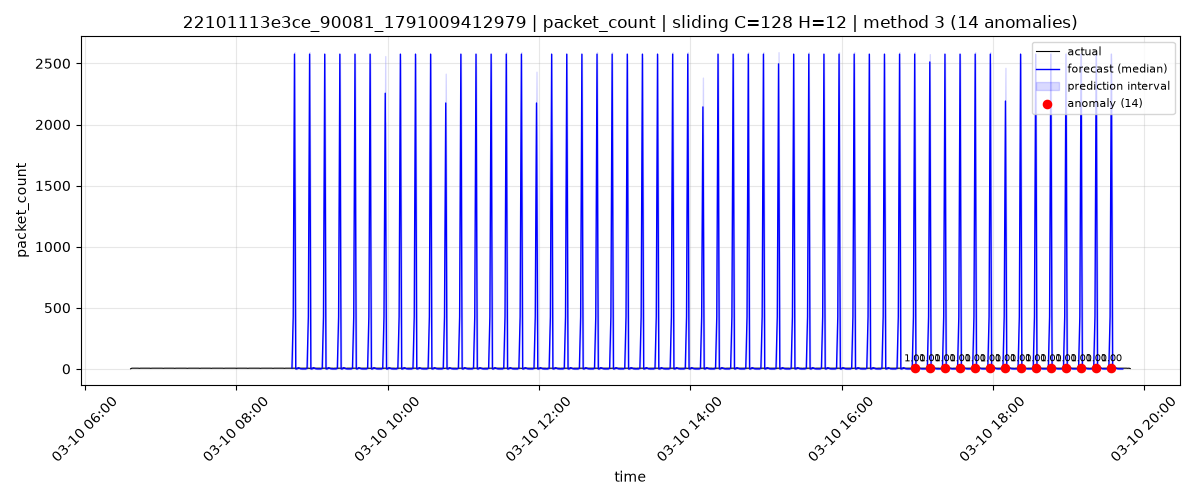 22101113e3ce_90081_1791009412979 | packet_count | sliding C=128 H=12 | method 3 (14 anomalies)
packet_count
2500
2000
1500
1000
500
0
actual
forecast (median)
prediction interval
anomaly (14)
03-10 06:00
03-10 08:00
03-10 10:00
03-10 12:00
03-10 14:00
03-10 16:00
03-10 18:00
03-10 20:00
time